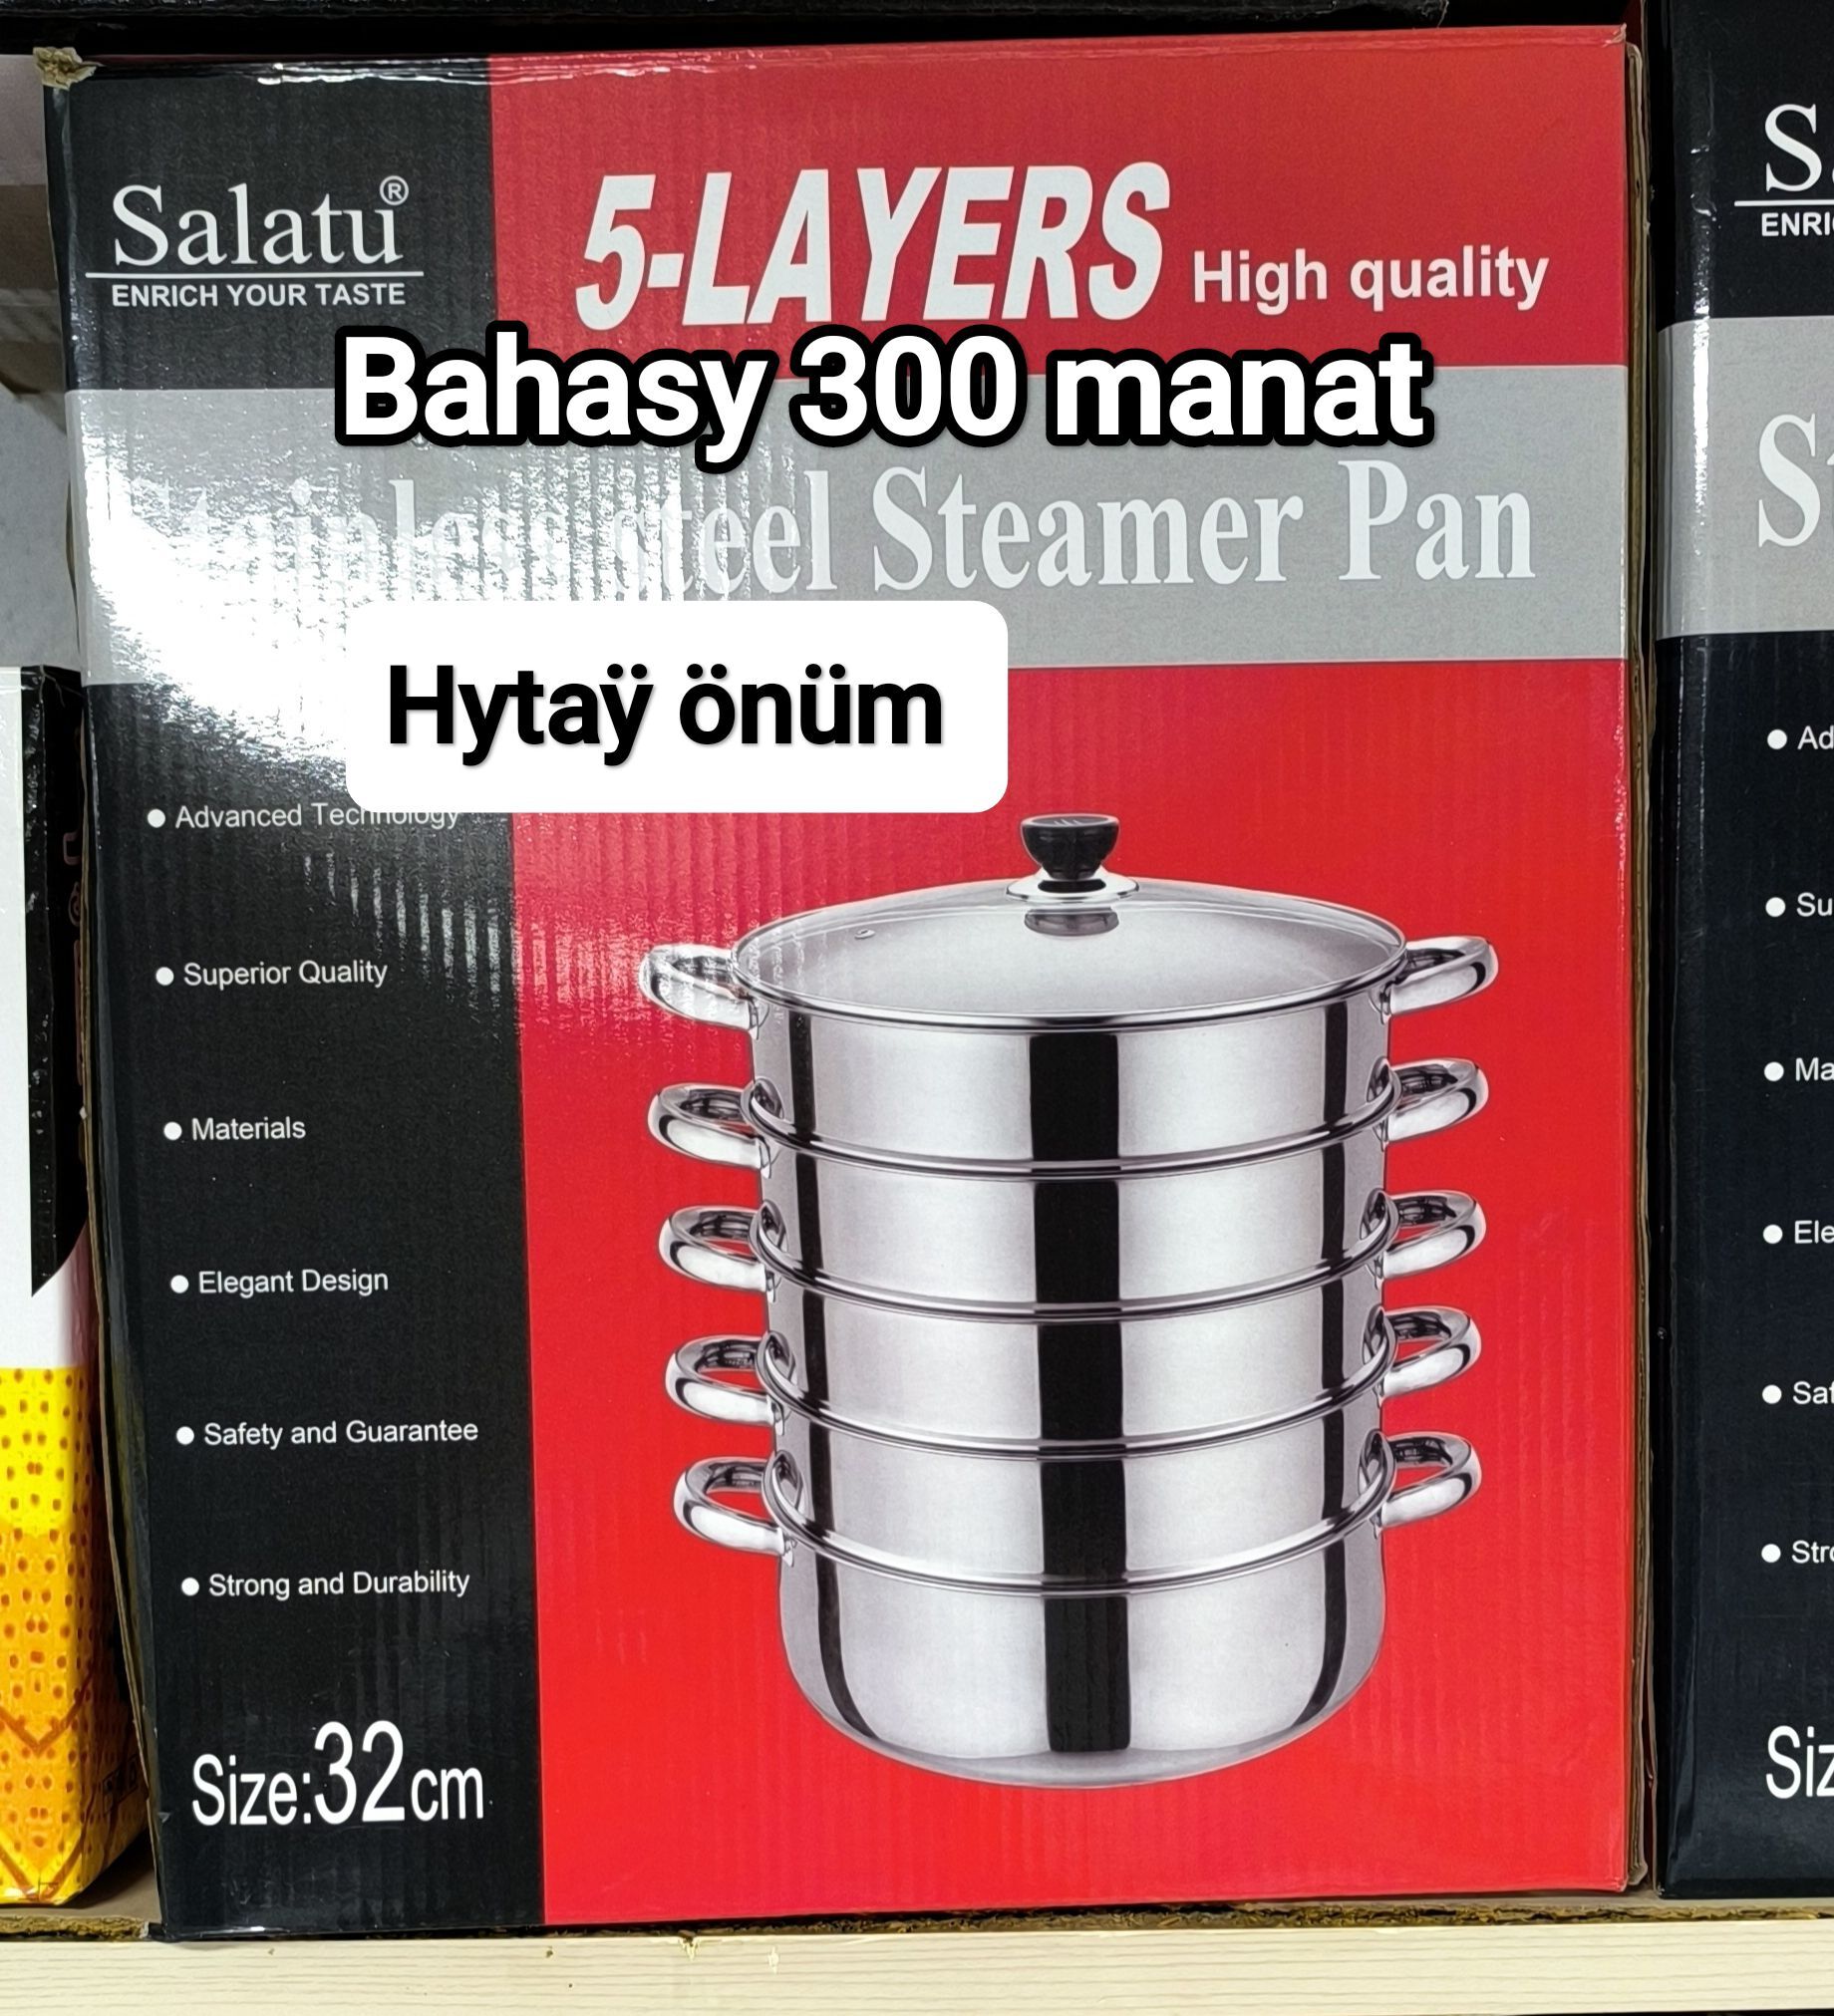 Salatu®
ENRICH YOUR TASTE
5-LAYERS High quality
Bahasy 300 manat
Stainless steel Steamer Pan
Hytaÿ önüm
● Advanced Technology
● Superior Quality
● Materials
● Elegant Design
● Safety and Guarantee
● Strong and Durability
Size:32cm